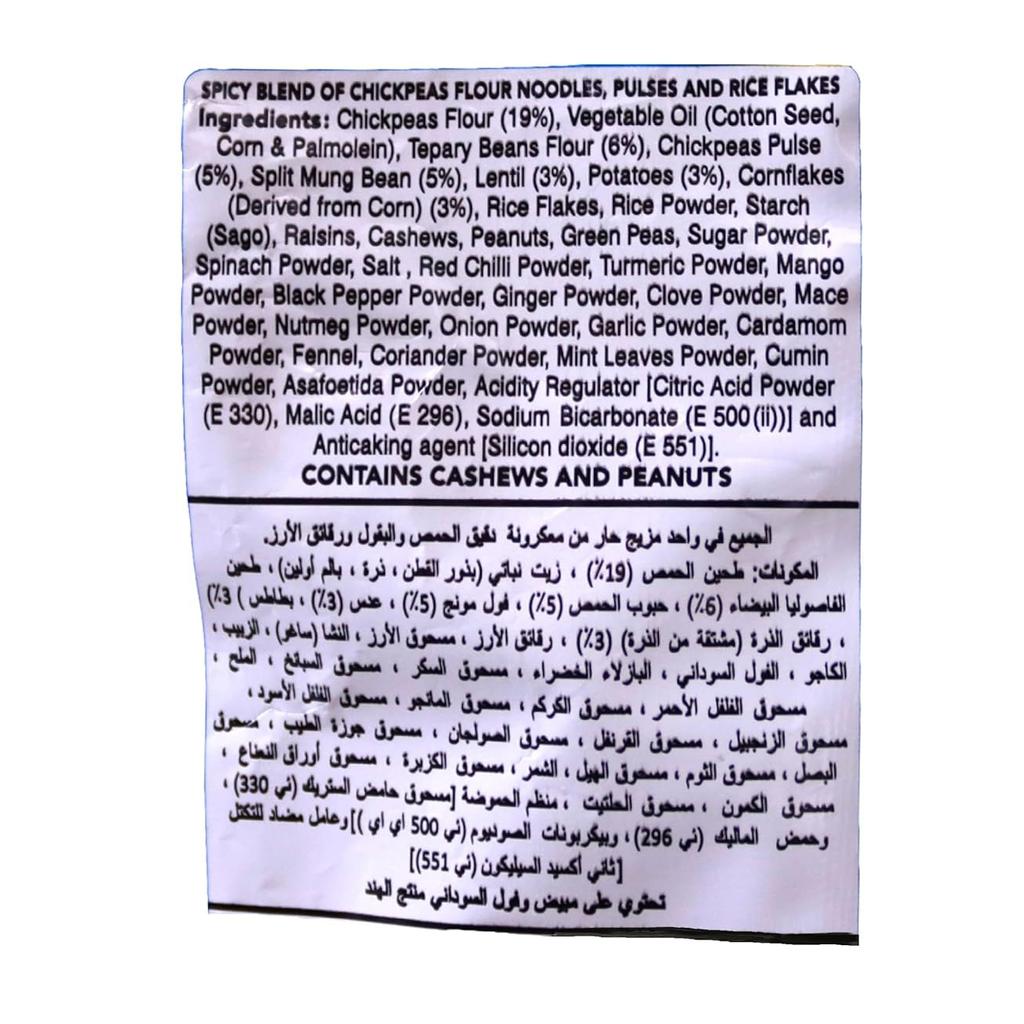 SPICY BLEND OF CHICKPEAS FLOUR NOODLES, PULSES AND RICE FLAKES
Ingredients: Chickpeas Flour (19%), Vegetable Oil (Cotton Seed,
Corn & Palmolein), Tepary Beans Flour (6%), Chickpeas Pulse
(5%), Split Mung Bean (5%), Lentil (3%), Potatoes (3%), Cornflakes
(Derived from Corn) (3%), Rice Flakes, Rice Powder, Starch
(Sago), Raisins, Cashews, Peanuts, Green Peas, Sugar Powder,
Spinach Powder, Salt , Red Chilli Powder, Turmeric Powder, Mango
Powder, Black Pepper Powder, Ginger Powder, Clove Powder, Mace
Powder, Nutmeg Powder, Onion Powder, Garlic Powder, Cardamom
Powder, Fennel, Coriander Powder, Mint Leaves Powder, Cumin
Powder, Asafoetida Powder, Acidity Regulator [Citric Acid Powder
(E 330), Malic Acid (E 296), Sodium Bicarbonate (E 500(ii))] and
Anticaking agent [Silicon dioxide (E 551)].
CONTAINS CASHEWS AND PEANUTS
الجميع في واحد مزيج حار من معكرونة دقيق الحمص والبقول ورقائق الأرز.
المكونات: طحين الحمص (19٪) ، زيت نباتي (بذور القطن ، ذرة ، بالم أولين) ، طحين
الفاصوليا البيضاء (6٪) ، حبوب الحمص (5٪) ، فول مونج (5٪) ، عدس (3٪) ، بطاطس ) 3٪)
، رقائق الذرة (مشتقة من الذرة) (3٪) ، رقائق الأرز ، مسحوق الأرز ، النشا (ساغو) ، الزبيب ،
الكاجو ، الفول السوداني ، البازلاء الخضراء ، مسحوق السكر ، مسحوق السبانخ ، الملح ،
مسحوق الفلفل الأحمر ، مسحوق الكركم ، مسحوق المانجو ، مسحوق الفلفل الأسود ،
مسحوق الزنجبيل ، مسحوق القرنفل ، مسحوق الصولجان ، مسحوق جوزة الطيب ، مسحوق
البصل ، مسحوق الثوم ، مسحوق الهيل ، الشمر ، مسحوق الكزبرة ، مسحوق أوراق النعناع ،
مسحوق الكمون ، مسحوق الحلتيت ، منظم الحموضة [مسحوق حامض الستريك (ئي 330) ،
وحمض الماليك (ئي 296) ، وبيكربونات الصوديوم (ئي 500 اي اي )] وعامل مضاد للتكتل
[ثاني أكسيد السيليكون (ئي 551)]
تحتوي على مبيض وفول السوداني منتج الهند